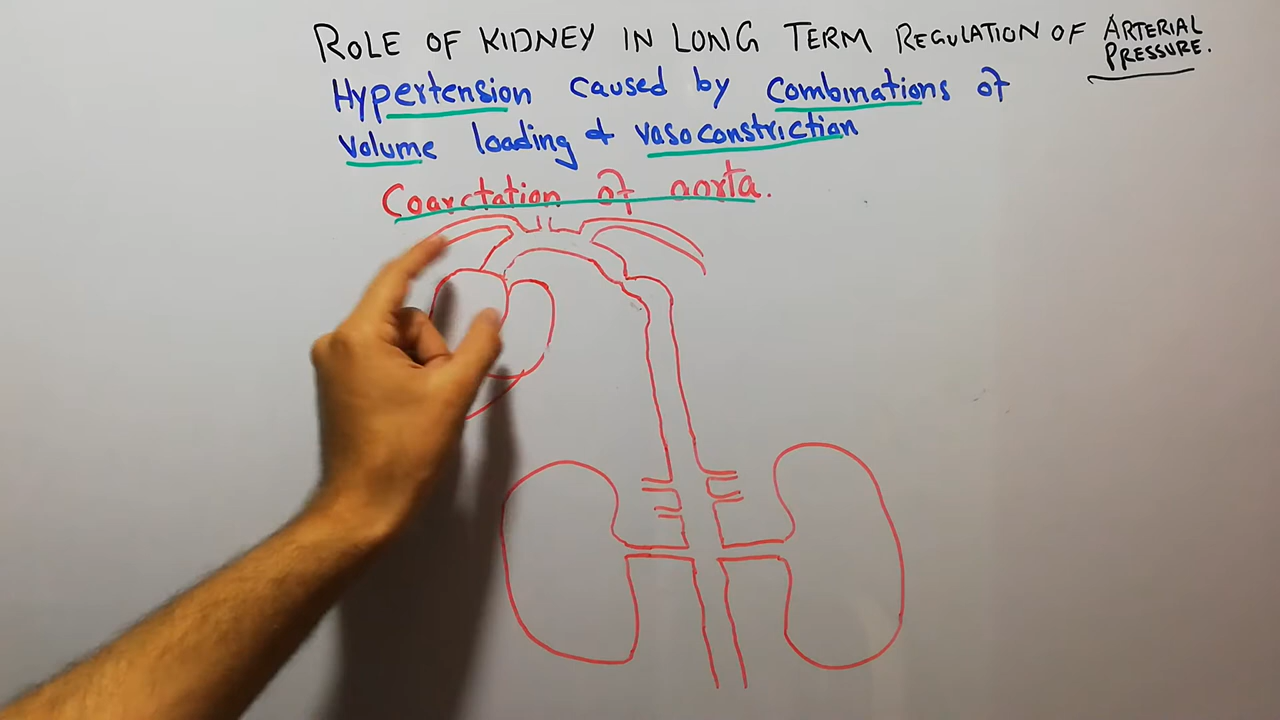 ROLE OF KIDNEY IN LONG TERM REGULATION OF ARTERIAL PRESSURE.
Hypertension caused by combinations of
volume loading & vasoconstriction
Coarctation of aorta.